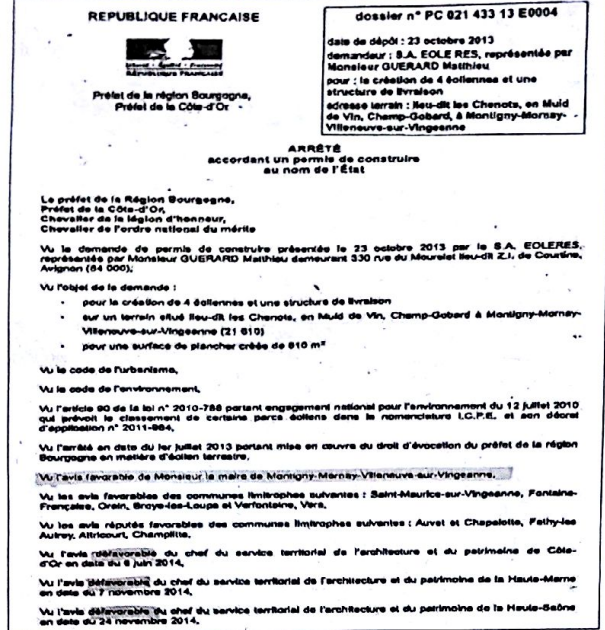 REPUBLIQUE FRANCAISE
Liberté • Égalité • Fraternité
RÉPUBLIQUE FRANÇAISE
Préfet de la région Bourgogne,
Préfet de la Côte-d'Or
dossier n° PC 021 433 13 E0004
date de dépôt : 23 octobre 2013
demandeur : S.A. EOLE RES, représentée par
Monsieur GUERARD Matthieu
pour : la création de 4 éoliennes et une
structure de livraison
adresse terrain : lieu-dit les Chenots, en Muid
de Vin, Champ-Gobard, à Montigny-Mornay-
Villeneuve-sur-Vingeanne
ARRÊTÉ
accordant un permis de construire
au nom de l'État
Le préfet de la Région Bourgogne,
Préfet de la Côte-d'Or,
Chevalier de la légion d'honneur,
Chevalier de l'ordre national du mérite
Vu la demande de permis de construire présentée le 23 octobre 2013 par la S.A. EOLERES,
représentée par Monsieur GUERARD Matthieu demeurant 330 rue du Mourelet lieu-dit Z.I. de Courtine,
Avignon (84 000);
Vu l'objet de la demande :
- pour la création de 4 éoliennes et une structure de livraison
- sur un terrain situé lieu-dit les Chenots, en Muid de Vin, Champ-Gobard à Montigny-Mornay-
Villeneuve-sur-Vingeanne (21 610)
- pour une surface de plancher créée de 810 m²
Vu le code de l'urbanisme,
Vu le code de l'environnement,
Vu l'article 90 de la loi n° 2010-788 portant engagement national pour l'environnement du 12 juillet 2010
qui prévoit le classement de certains parcs éoliens dans la nomenclature I.C.P.E. et son décret
d'application n° 2011-984,
Vu l'arrêté en date du 1er juillet 2013 portant mise en œuvre du droit d'évocation du préfet de la région
Bourgogne en matière d'éolien terrestre,
Vu l'avis favorable de Monsieur le maire de Montigny-Mornay-Villeneuve-sur-Vingeanne,
Vu les avis favorables des communes limitrophes suivantes : Saint-Maurice-sur-Vingeanne, Fontaine-
Française, Orain, Broye-les-Loups et Verfontaine, Vars,
Vu les avis réputés favorables des communes limitrophes suivantes : Auvet et Chapelotte, Fathy-les
Autrey, Attricourt, Champlitte,
Vu l'avis défavorable du chef du service territorial de l'architecture et du patrimoine de Côte-
d'Or en date du 6 juin 2014,
Vu l'avis défavorable du chef du service territorial de l'architecture et du patrimoine de la Haute-Marne
en date du 7 novembre 2014,
Vu l'avis défavorable du chef du service territorial de l'architecture et du patrimoine de la Haute-Saône
en date du 24 novembre 2014,